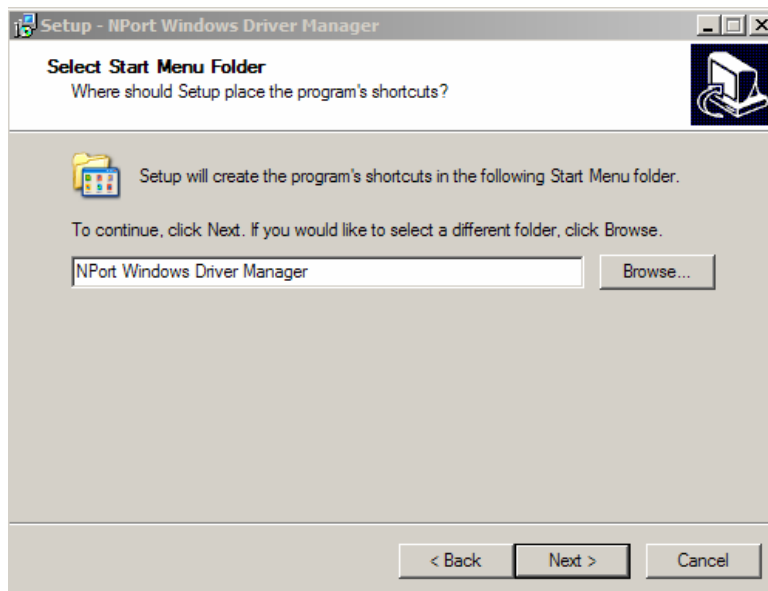 Setup - NPort Windows Driver Manager
Select Start Menu Folder
Where should Setup place the program's shortcuts?
Setup will create the program's shortcuts in the following Start Menu folder.
To continue, click Next. If you would like to select a different folder, click Browse.
NPort Windows Driver Manager
Browse...
< Back
Next >
Cancel